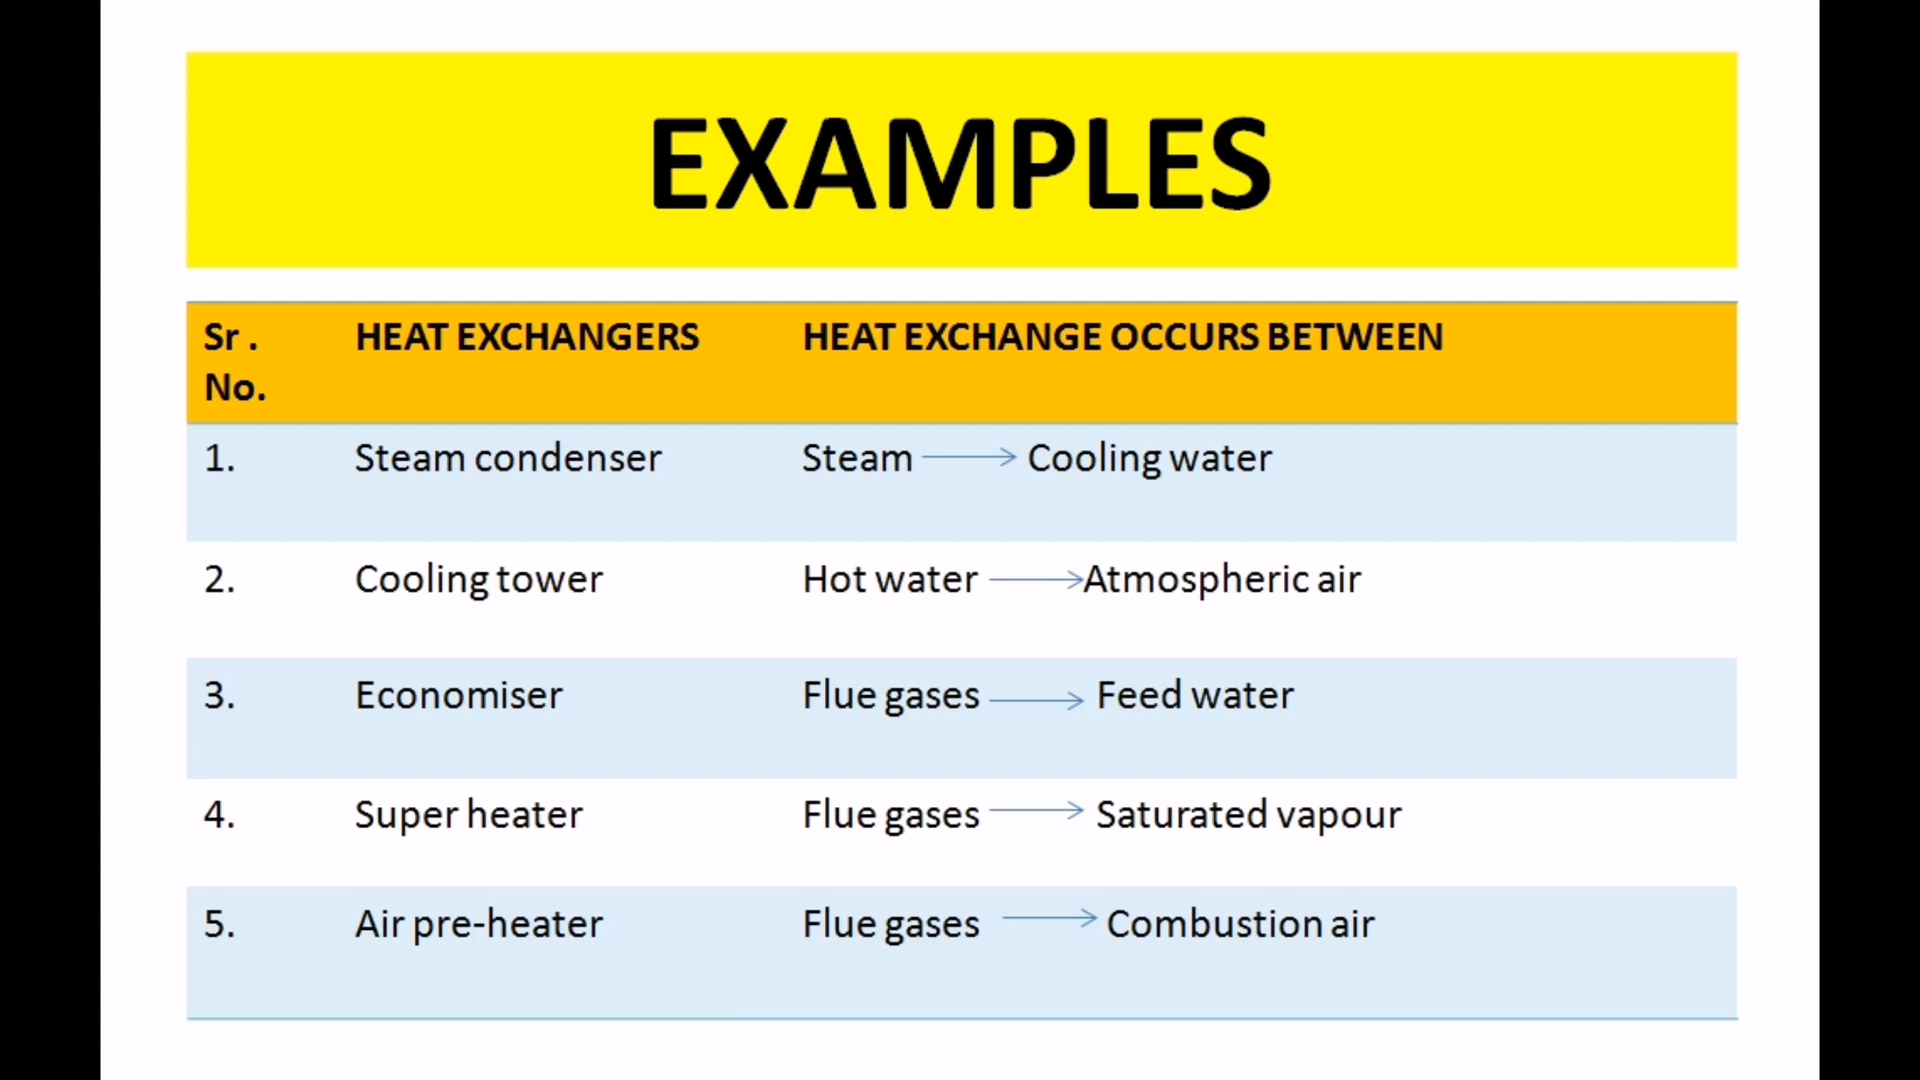 EXAMPLES
Sr . HEAT EXCHANGERS HEAT EXCHANGE OCCURS BETWEEN
No.
1. Steam condenser Steam → Cooling water
2. Cooling tower Hot water → Atmospheric air
3. Economiser Flue gases → Feed water
4. Super heater Flue gases → Saturated vapour
5. Air pre-heater Flue gases → Combustion air